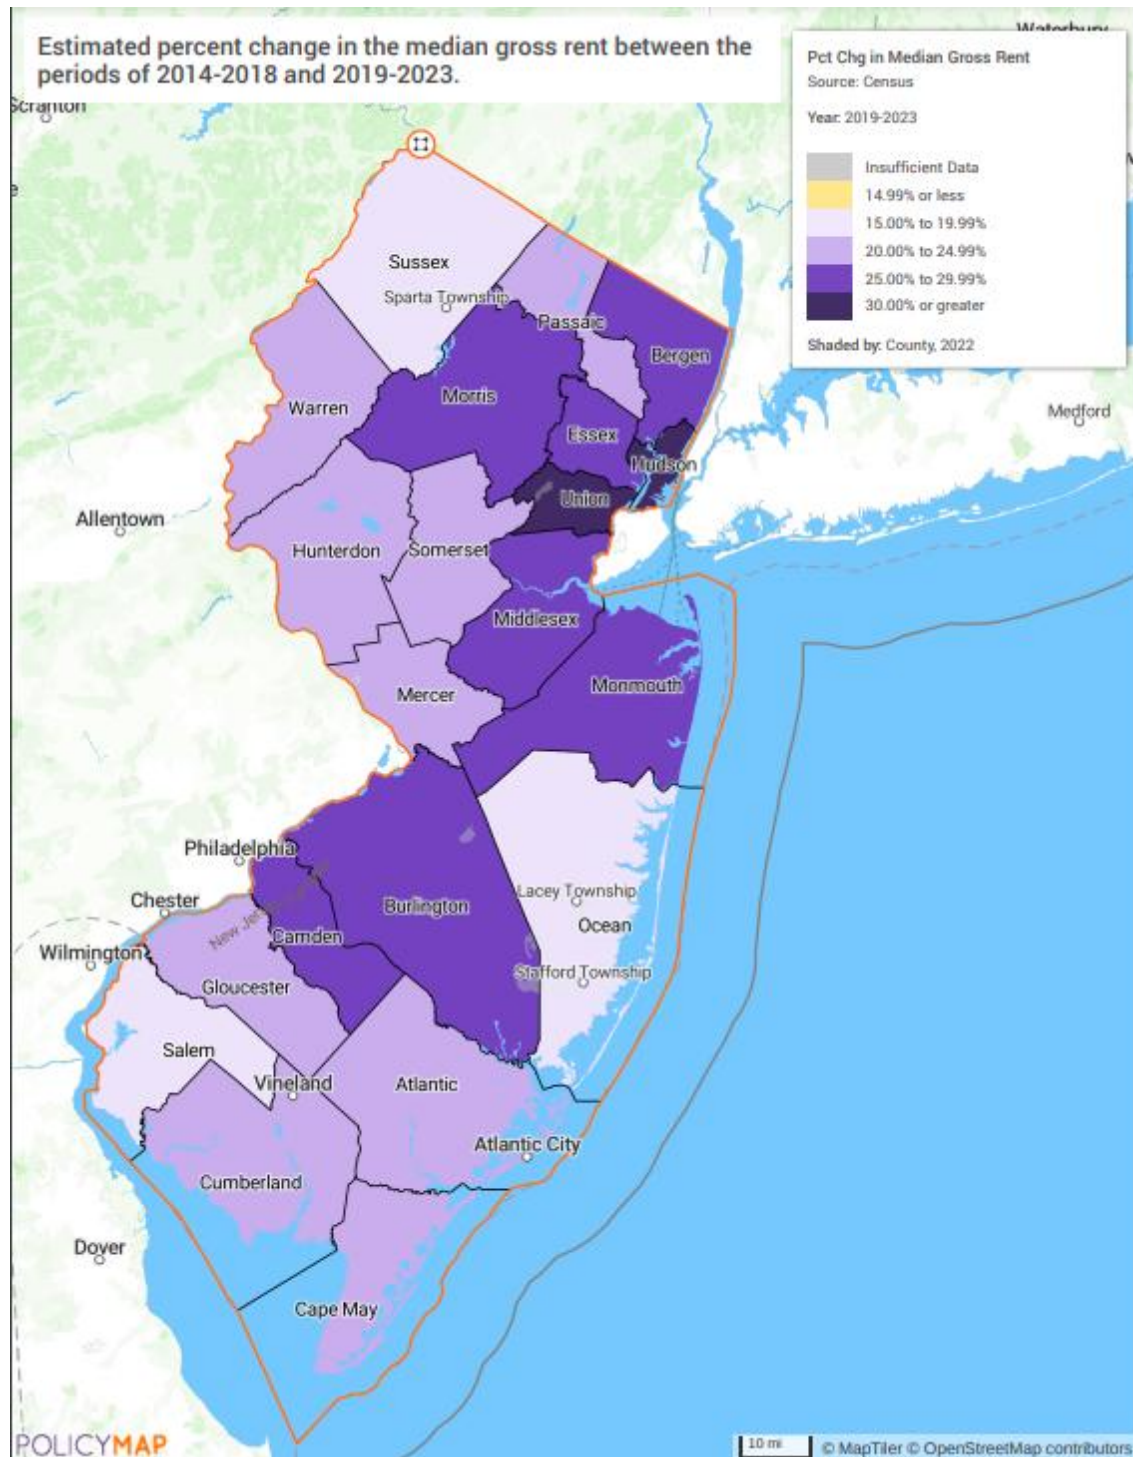 Estimated percent change in the median gross rent between the
periods of 2014-2018 and 2019-2023.
Pct Chg in Median Gross Rent
Source: Census
Year: 2019-2023
Insufficient Data
14.99% or less
15.00% to 19.99%
20.00% to 24.99%
25.00% to 29.99%
30.00% or greater
Shaded by: County, 2022
Waterbury
Scranton
Sussex
Sparta Township
Passaic
Bergen
Morris
Warren
Medford
Essex
Hudson
Union
Allentown
Hunterdon
Somerset
Middlesex
Monmouth
Mercer
Philadelphia
Lacey Township
Chester
Burlington
Ocean
New Je
Camden
Wilmington
Stafford Township
Gloucester
Salem
Vineland
Atlantic
Atlantic City
Cumberland
Dover
Cape May
POLICYMAP
10 mi
© MapTiler © OpenStreetMap contributors